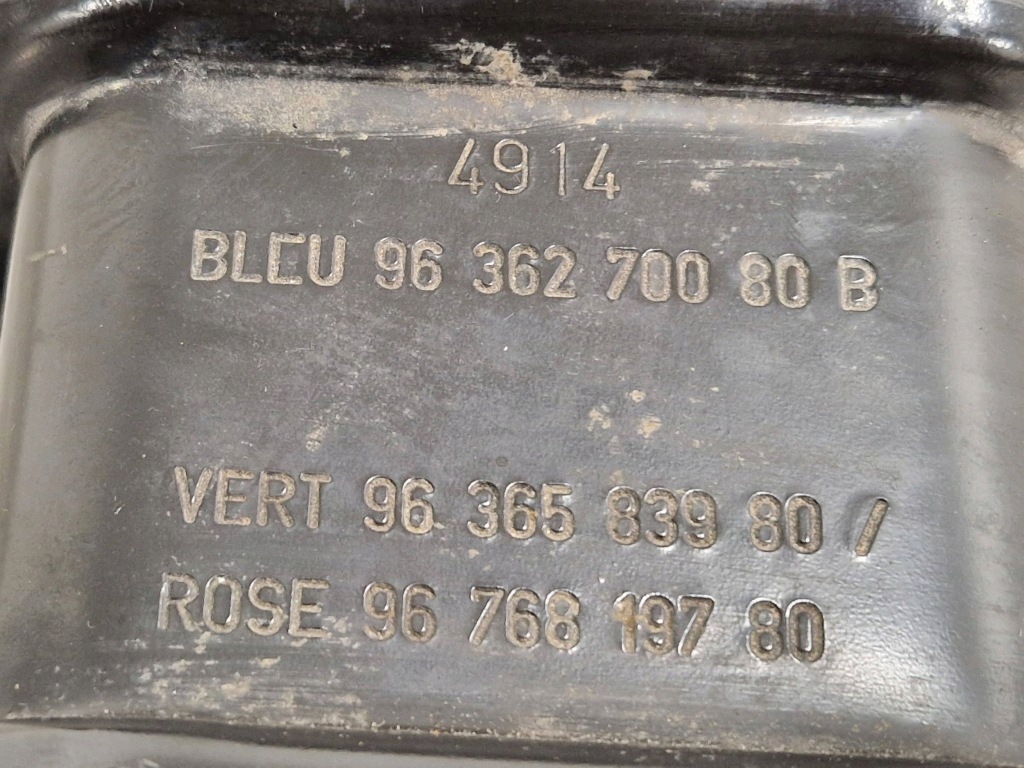 4914
BLEU 96 362 700 80 B
VERT 96 365 839 80 /
ROSE 96 768 197 80